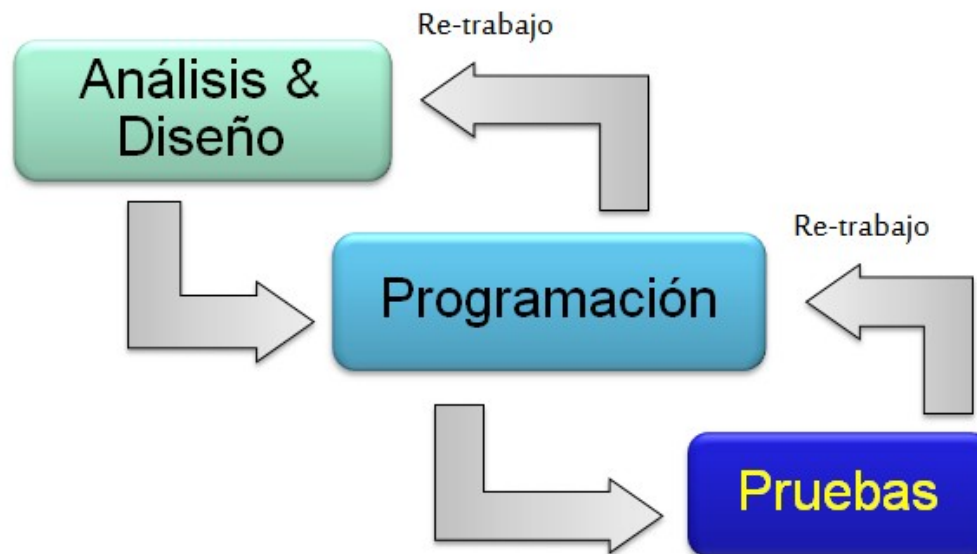 Re-trabajo
Análisis &
Diseño
Re-trabajo
Programación
Pruebas